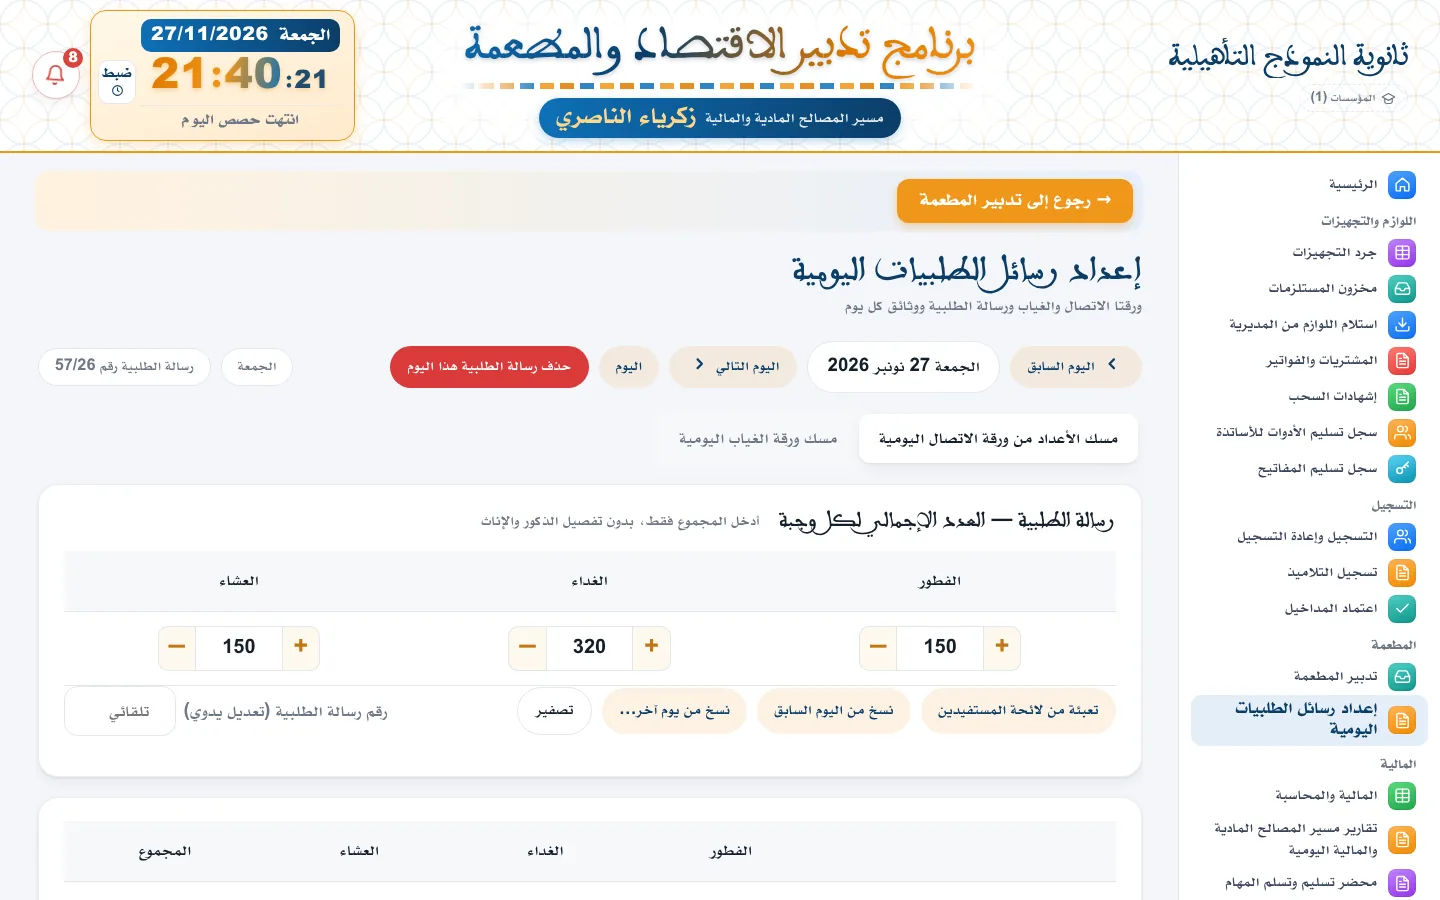 ثانوية النموذج التأهيلية
المؤسسات (1)
برنامج تدبير الاقتصاد والمطعمة
مسير المصالح المادية والمالية زكرياء الناصري
الجمعة 27/11/2026
21:40:21
ضبط
انتهت حصص اليوم
8
الرئيسية
اللوازم والتجهيزات
جرد التجهيزات
مخزون المستلزمات
استلام اللوازم من المديرية
المشتريات والفواتير
إشهادات السحب
سجل تسليم الأدوات للأساتذة
سجل تسليم المفاتيح
التسجيل
التسجيل وإعادة التسجيل
تسجيل التلاميذ
اعتماد المداخيل
المطعمة
تدبير المطعمة
إعداد رسائل الطلبيات
اليومية
المالية
المالية والمحاسبة
تقارير مسير المصالح المادية
والمالية اليومية
محضر تسليم وتسلم المهام
→ رجوع إلى تدبير المطعمة
إعداد رسائل الطلبيات اليومية
ورقتا الاتصال والغياب ورسالة الطلبية ووثائق كل يوم
اليوم السابق
الجمعة 27 نونبر 2026
اليوم التالي
اليوم
حذف رسالة الطلبية هذا اليوم
الجمعة
رسالة الطلبية رقم 57/26
مسك الأعداد من ورقة الاتصال اليومية
مسك ورقة الغياب اليومية
رسالة الطلبية — العدد الإجمالي لكل وجبة
أدخل المجموع فقط، بدون تفصيل الذكور والإناث
الفطور الغداء العشاء
+ 150 − + 320 − + 150 −
تعبئة من لائحة المستفيدين
نسخ من اليوم السابق
نسخ من يوم آخر...
تصفير
رقم رسالة الطلبية (تعديل يدوي)
تلقائي
الفطور الغداء العشاء المجموع